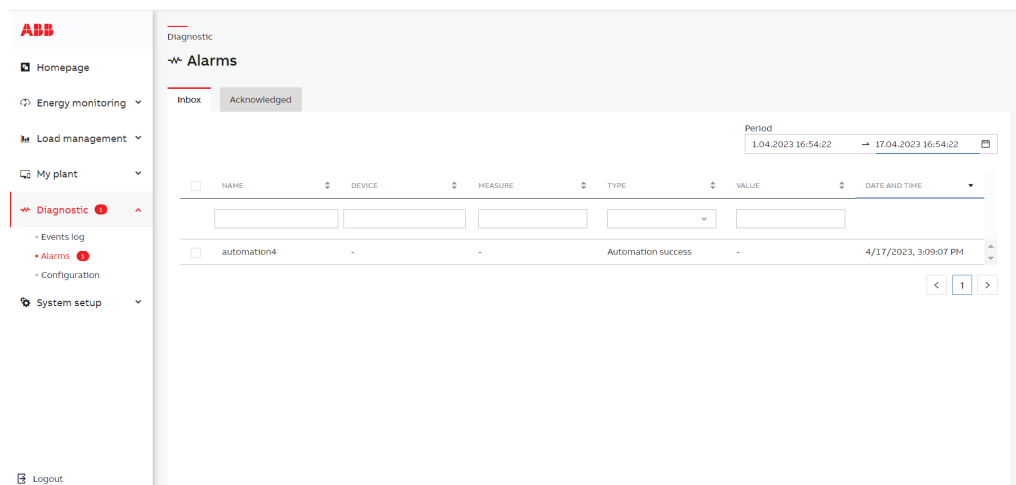 ABB
Homepage
Energy monitoring
Load management
My plant
Diagnostic 1
Events log
Alarms 1
Configuration
System setup
Logout
Diagnostic
Alarms
Inbox Acknowledged
Period
1.04.2023 16:54:22 → 17.04.2023 16:54:22
NAME DEVICE MEASURE TYPE VALUE DATE AND TIME
automation4 - - Automation success - 4/17/2023, 3:09:07 PM
< 1 >